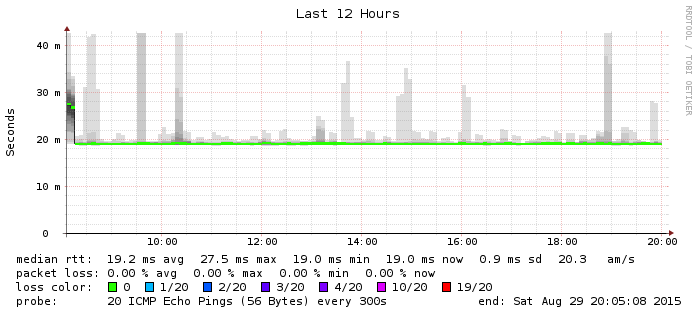 Last 12 Hours
RRDTOOL / TOBI OETIKER
Seconds
40 m
30 m
20 m
10 m
0
10:00 12:00 14:00 16:00 18:00 20:00
median rtt: 19.2 ms avg 27.5 ms max 19.0 ms min 19.0 ms now 0.9 ms sd 20.3 am/s
packet loss: 0.00 % avg 0.00 % max 0.00 % min 0.00 % now
loss color: 0 1/20 2/20 3/20 4/20 10/20 19/20
probe: 20 ICMP Echo Pings (56 Bytes) every 300s end: Sat Aug 29 20:05:08 2015